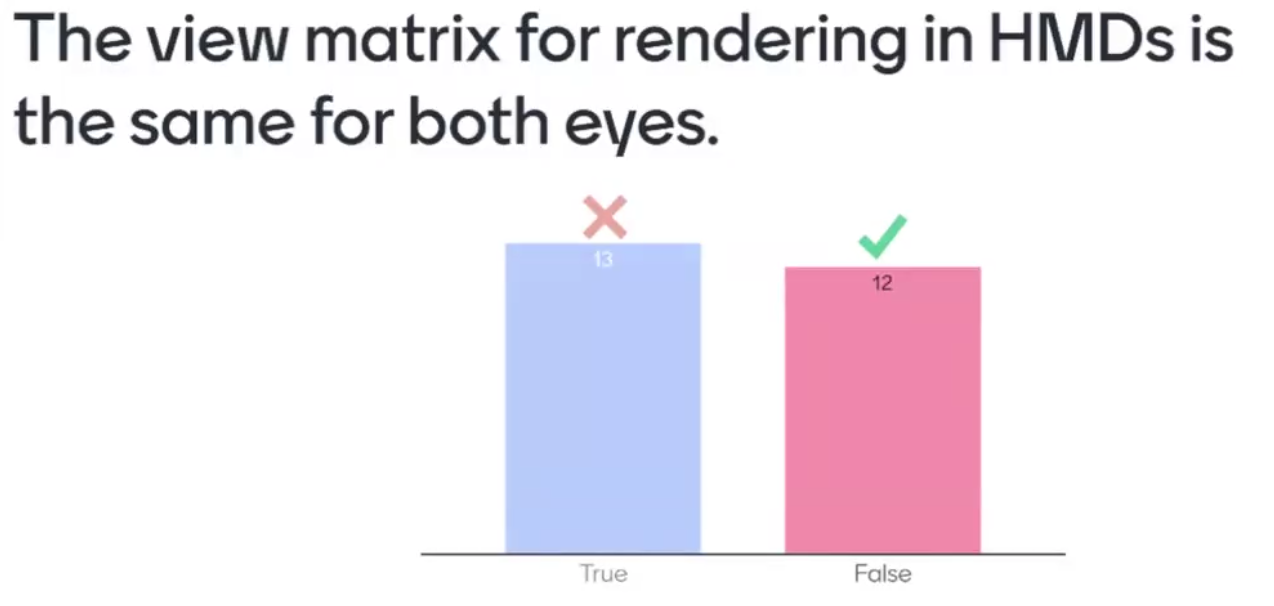 The view matrix for rendering in HMDs is
the same for both eyes.
13
12
True
False